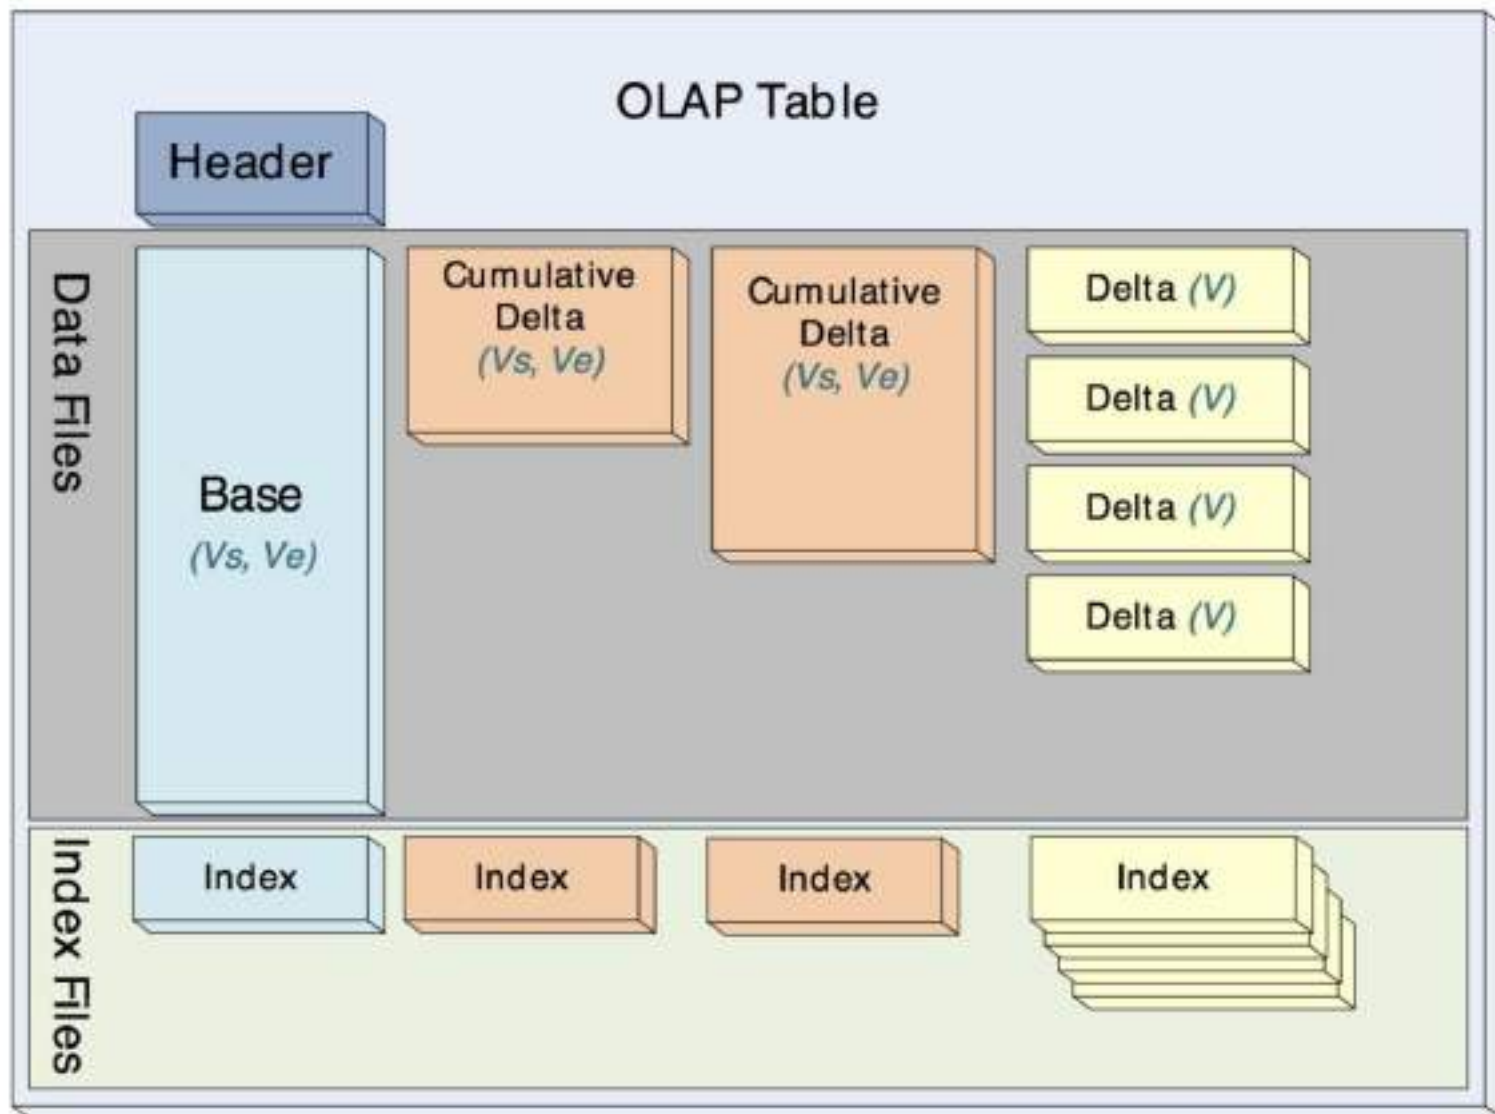 OLAP Table
Header
Data Files
Base
(Vs, Ve)
Cumulative
Delta
(Vs, Ve)
Cumulative
Delta
(Vs, Ve)
Delta (V)
Delta (V)
Delta (V)
Delta (V)
Index Files
Index
Index
Index
Index